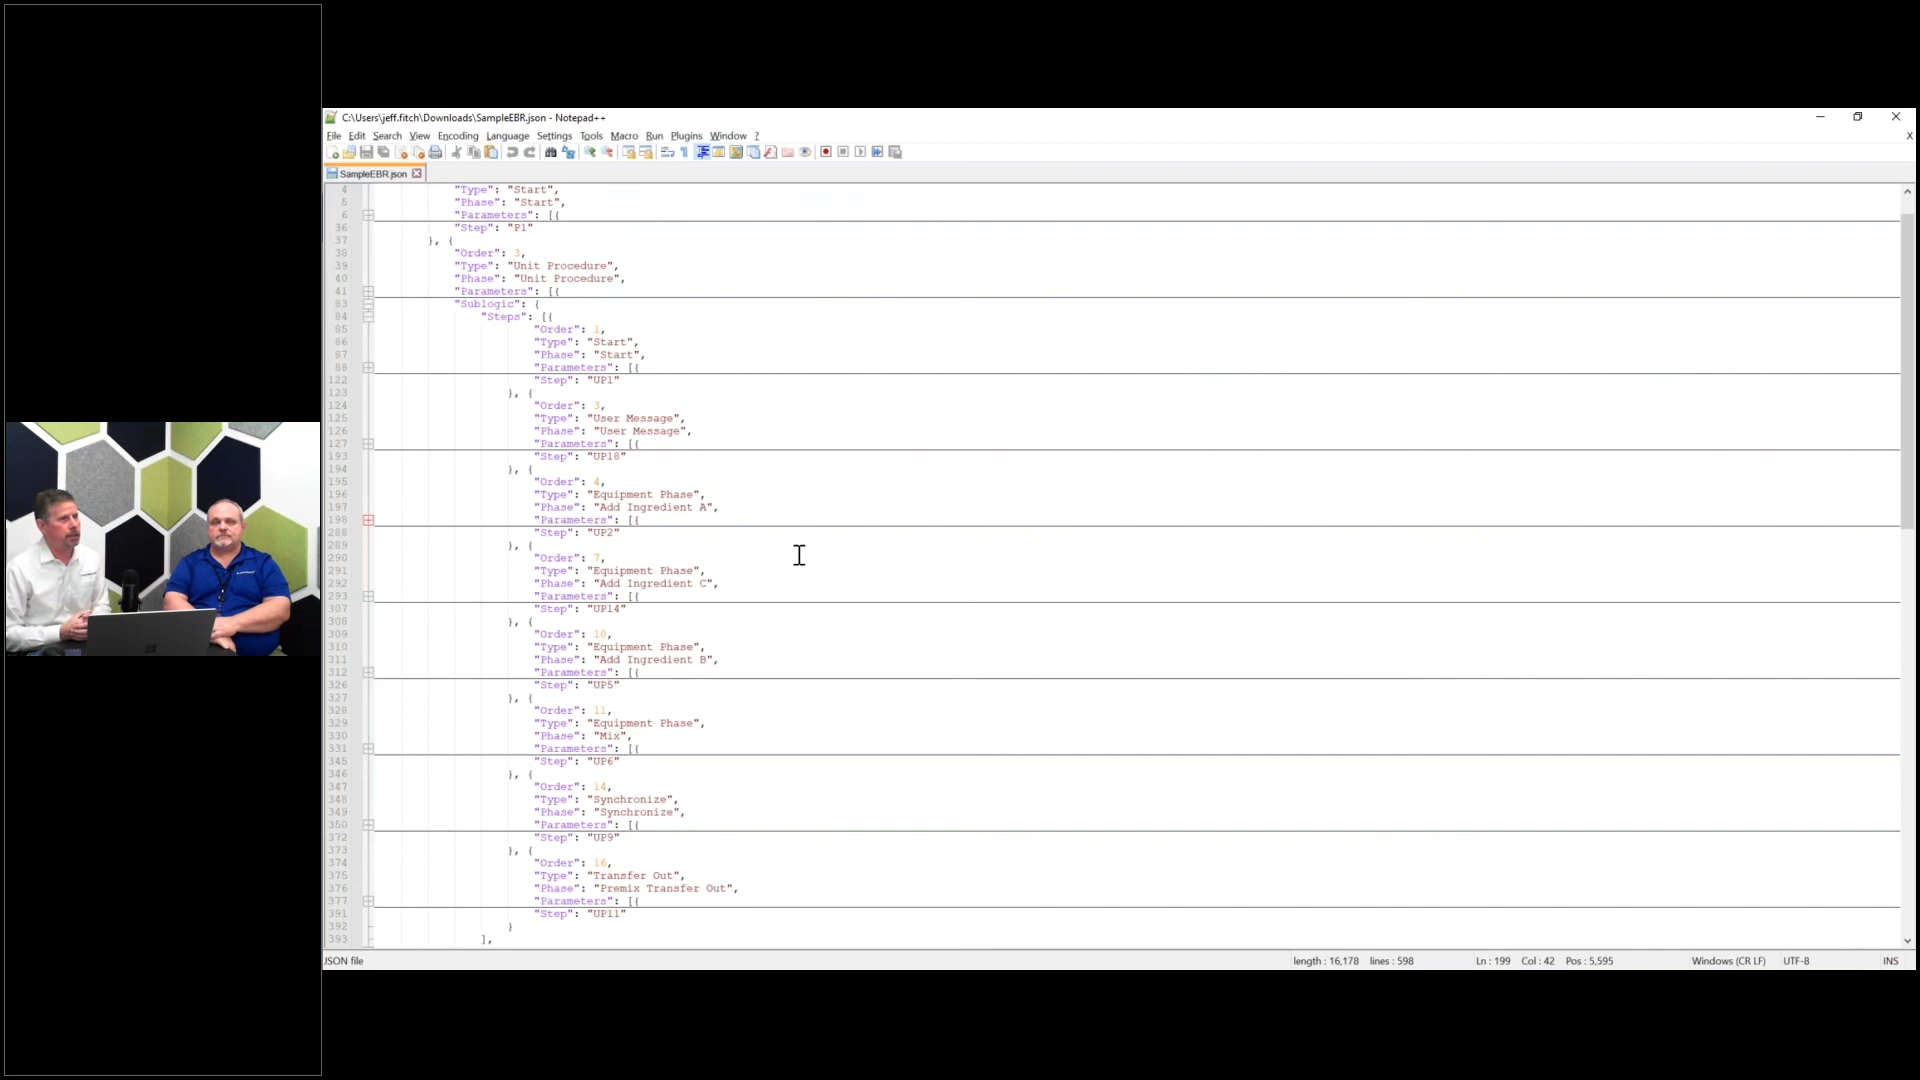 C:\Users\jeff.fitch\Downloads\SampleEBR.json - Notepad++
File Edit Search View Encoding Language Settings Tools Macro Run Plugins Window ?
X
SampleEBR.json
4 "Type": "Start",
5 "Phase": "Start",
6 "Parameters": [{
36 "Step": "P1"
37 }, {
38 "Order": 3,
39 "Type": "Unit Procedure",
40 "Phase": "Unit Procedure",
41 "Parameters": [{
83 "Sublogic": {
84 "Steps": [{
85 "Order": 1,
86 "Type": "Start",
87 "Phase": "Start",
88 "Parameters": [{
122 "Step": "UP1"
123 }, {
124 "Order": 3,
125 "Type": "User Message",
126 "Phase": "User Message",
127 "Parameters": [{
193 "Step": "UP18"
194 }, {
195 "Order": 4,
196 "Type": "Equipment Phase",
197 "Phase": "Add Ingredient A",
198 "Parameters": [{
288 "Step": "UP2"
289 }, {
290 "Order": 7,
291 "Type": "Equipment Phase",
292 "Phase": "Add Ingredient C",
293 "Parameters": [{
307 "Step": "UP14"
308 }, {
309 "Order": 10,
310 "Type": "Equipment Phase",
311 "Phase": "Add Ingredient B",
312 "Parameters": [{
326 "Step": "UP5"
327 }, {
328 "Order": 11,
329 "Type": "Equipment Phase",
330 "Phase": "Mix",
331 "Parameters": [{
345 "Step": "UP6"
346 }, {
347 "Order": 14,
348 "Type": "Synchronize",
349 "Phase": "Synchronize",
350 "Parameters": [{
372 "Step": "UP9"
373 }, {
374 "Order": 16,
375 "Type": "Transfer Out",
376 "Phase": "Premix Transfer Out",
377 "Parameters": [{
391 "Step": "UP11"
392 }
393 ],
JSON file length : 16,178 lines : 598 Ln : 199 Col : 42 Pos : 5,595 Windows (CR LF) UTF-8 INS